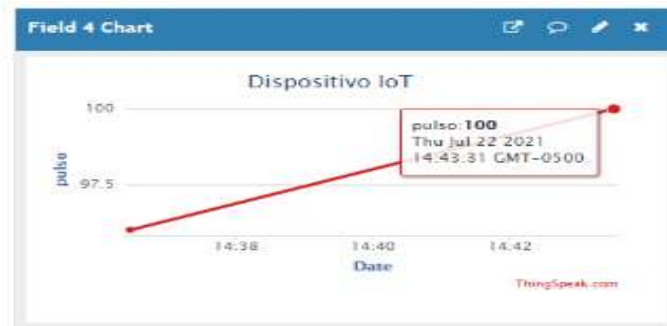 Field 4 Chart
Dispositivo IoT
100
pulso:100
Thu Jul 22 2021
14:43:31 GMT-0500
pulso
97.5
14:38 14:40 14:42
Date
ThingSpeak.com